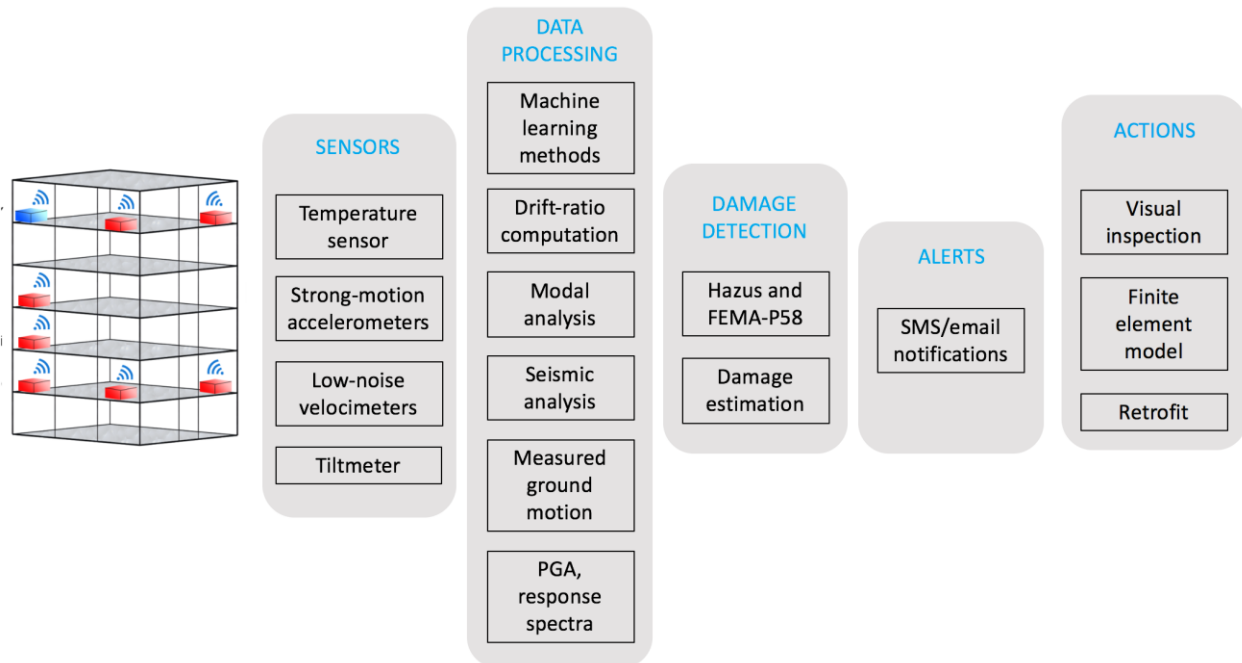 SENSORS
Temperature
sensor
Strong-motion
accelerometers
Low-noise
velocimeters
Tiltmeter
DATA
PROCESSING
Machine
learning
methods
Drift-ratio
computation
Modal
analysis
Seismic
analysis
Measured
ground
motion
PGA,
response
spectra
DAMAGE
DETECTION
Hazus and
FEMA-P58
Damage
estimation
ALERTS
SMS/email
notifications
ACTIONS
Visual
inspection
Finite
element
model
Retrofit